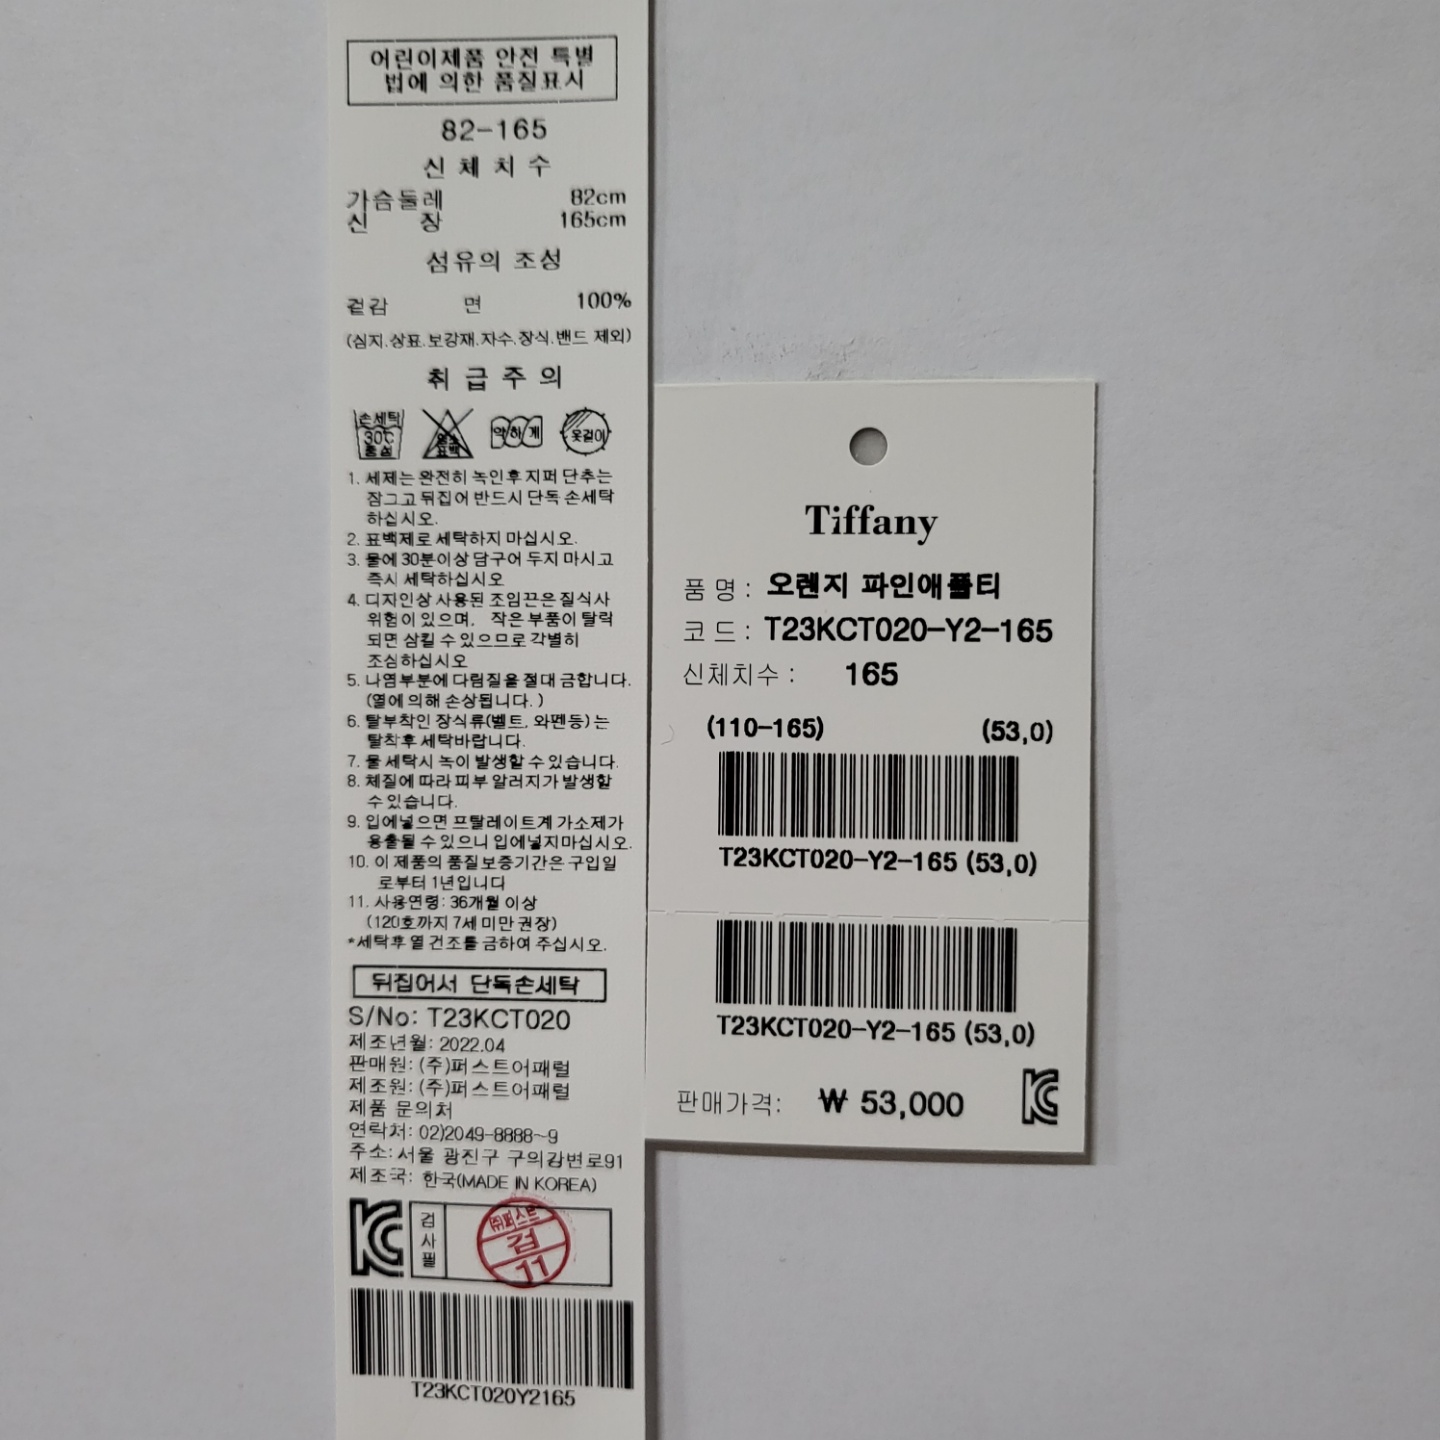 어린이제품 안전 특별
법에 의한 품질표시
82-165
신 체 치 수
가슴둘레 82cm
신 장 165cm
섬유의 조성
겉감 면 100%
(심지.상표.보강재.자수.장식.밴드 제외)
취 급 주 의
손세탁 30℃ 중성
염소 표백
약하게
옷걸이
1. 세제는 완전히 녹인후 지퍼 단추는
잠그고 뒤집어 반드시 단독 손세탁
하십시오.
2. 표백제로 세탁하지 마십시오.
3. 물에 30분이상 담구어 두지 마시고
즉시 세탁하십시오
4. 디자인상 사용된 조임끈은 질식사
위험이 있으며, 작은 부품이 탈락
되면 삼킬 수 있으므로 각별히
조심하십시오
5. 나염부분에 다림질을 절대 금합니다.
(열에 의해 손상됩니다. )
6. 탈부착인 장식류(벨트, 와펜등) 는
탈착후 세탁바랍니다.
7. 물 세탁시 녹이 발생할 수 있습니다.
8. 체질에 따라 피부 알러지가 발생할
수 있습니다.
9. 입에넣으면 프탈레이트계 가소제가
용출될 수 있으니 입에넣지마십시오.
10. 이 제품의 품질보증기간은 구입일
로부터 1년입니다
11. 사용연령: 36개월 이상
(120호까지 7세 미만 권장)
*세탁후 열 건조를 금하여 주십시오.
뒤집어서 단독손세탁
S/No: T23KCT020
제조년월: 2022.04
판매원: (주)퍼스트어패럴
제조원: (주)퍼스트어패럴
제품 문의처
연락처: 02)2049-8888~9
주소: 서울 광진구 구의강변로91
제조국: 한국(MADE IN KOREA)
KC 검사필
㈜퍼스트
검
11
T23KCT020Y2165
Tiffany
품 명 : 오렌지 파인애플티
코 드 : T23KCT020-Y2-165
신체치수 : 165
(110-165) (53,0)
T23KCT020-Y2-165 (53,0)
T23KCT020-Y2-165 (53,0)
판매가격: ₩ 53,000 KC